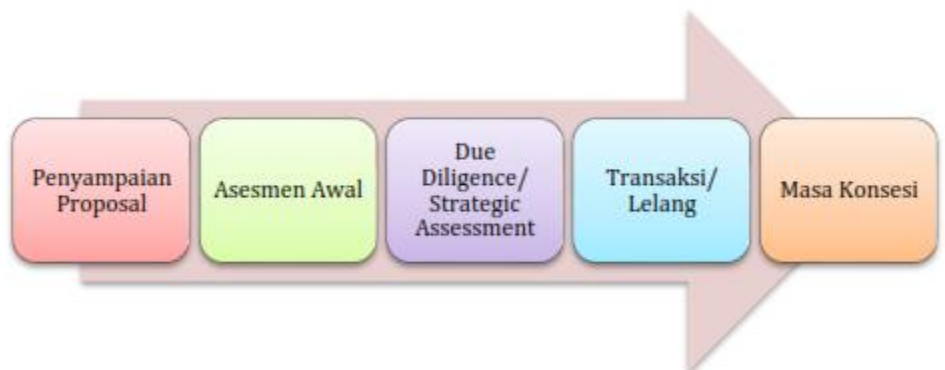 Penyampaian
Proposal
Asesmen Awal
Due
Diligence/
Strategic
Assessment
Transaksi/
Lelang
Masa Konsesi